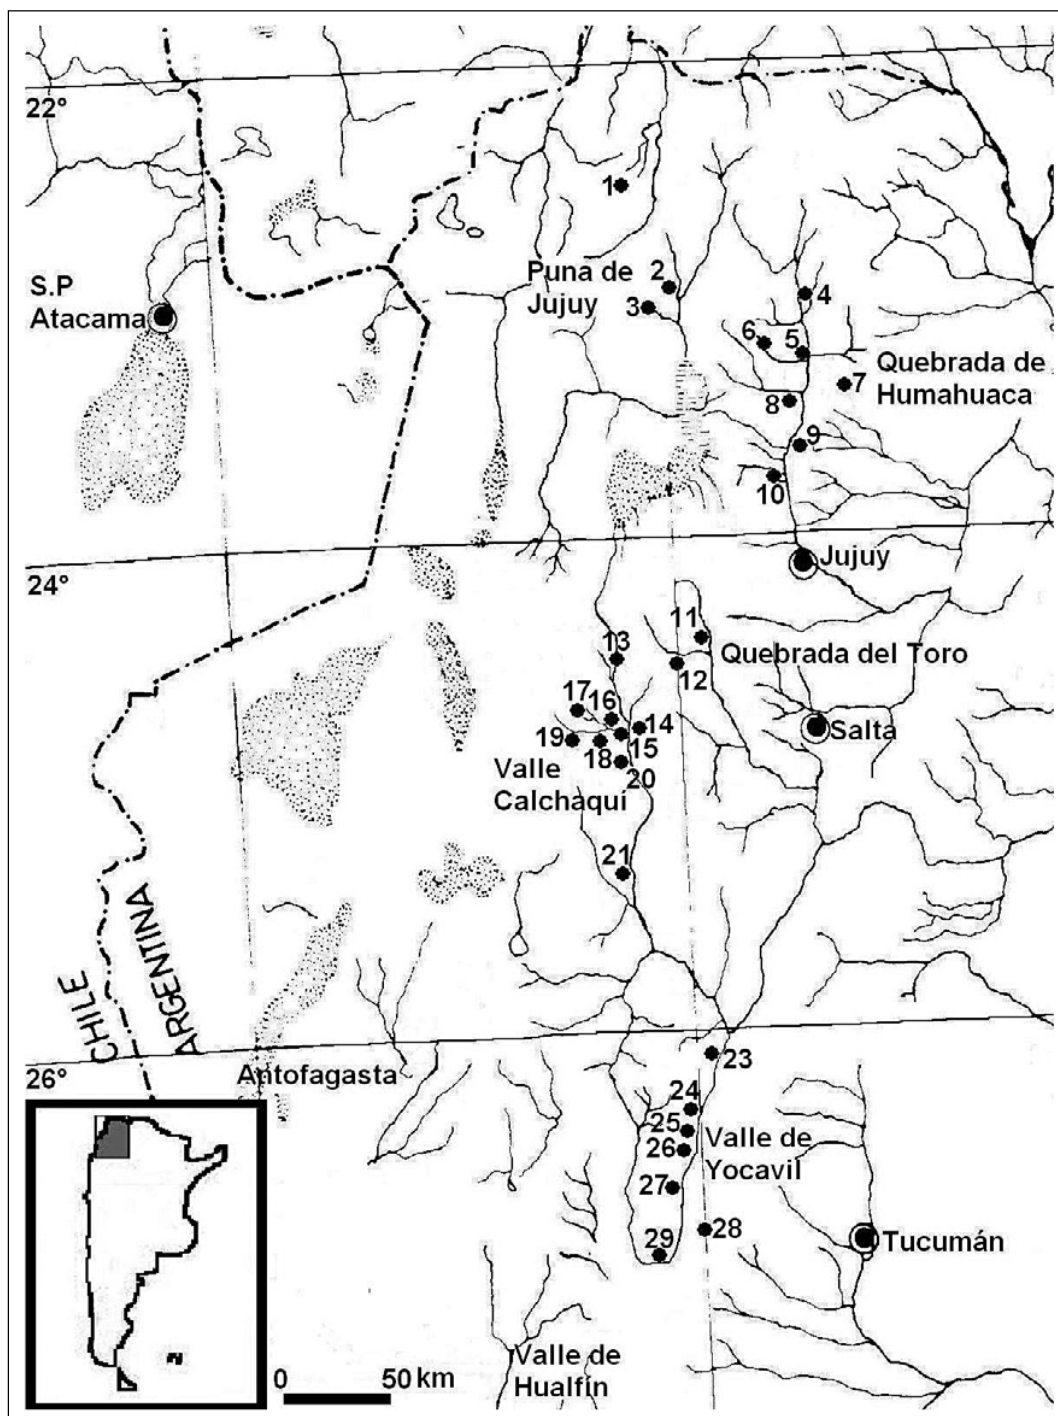 22°
1
S.P
Atacama
Puna de
Jujuy
2
3
4
6
5
7
Quebrada de
Humahuaca
8
9
10
24°
Jujuy
11
Quebrada del Toro
12
13
17
16
14
15
19
18
20
Salta
Valle
Calchaquí
21
CHILE
ARGENTINA
26°
Antofagasta
23
24
25
26
Valle de
Yocavil
27
28
29
Tucumán
Valle de
Hualfín
0 50 km